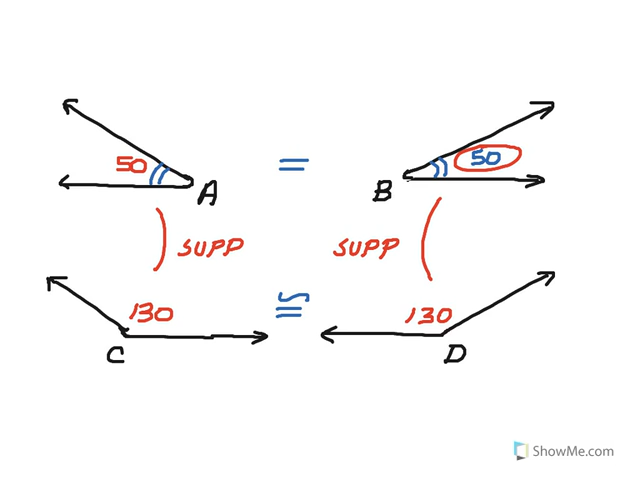 50 A = B 50
SUPP SUPP
130 ≅ 130
C D
ShowMe.com